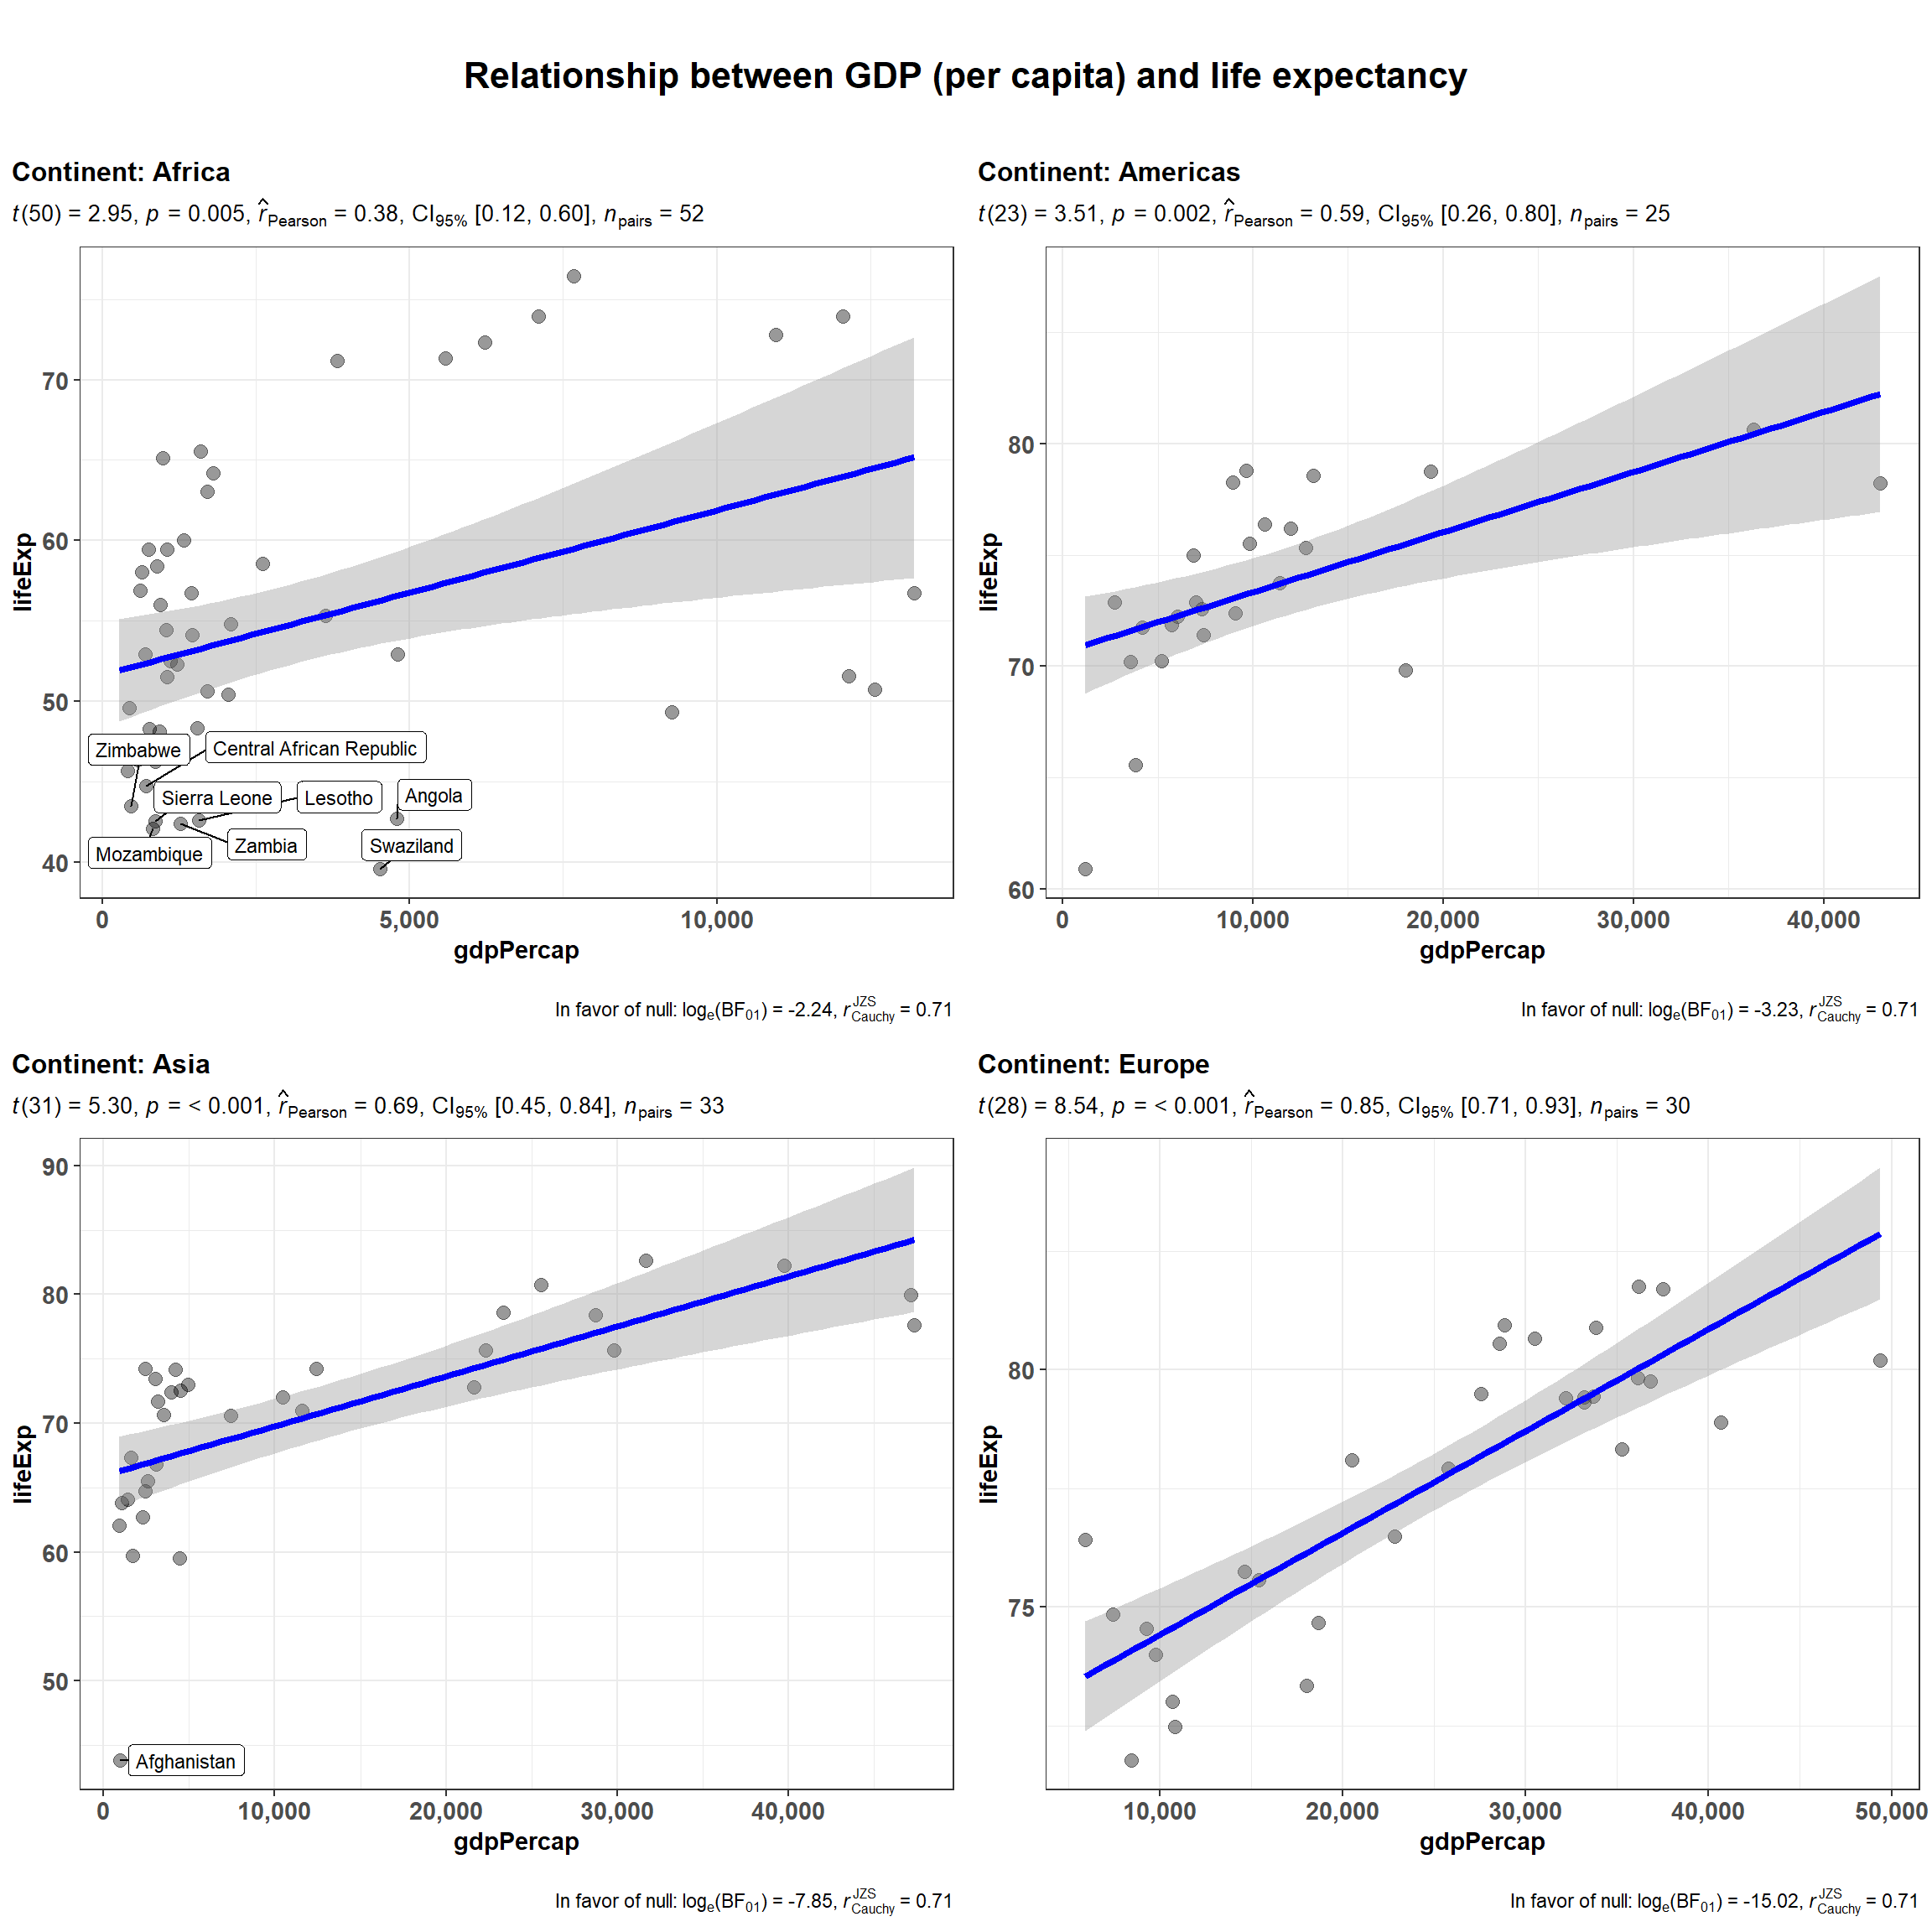 Relationship between GDP (per capita) and life expectancy
Continent: Africa
t(50) = 2.95, p = 0.005, r̂Pearson = 0.38, CI95% [0.12, 0.60], npairs = 52
70
60
50
40
lifeExp
Zimbabwe
Central African Republic
Sierra Leone
Lesotho
Angola
Mozambique
Zambia
Swaziland
0 5,000 10,000
gdpPercap
In favor of null: loge(BF01) = -2.24, rJZSCauchy = 0.71
Continent: Americas
t(23) = 3.51, p = 0.002, r̂Pearson = 0.59, CI95% [0.26, 0.80], npairs = 25
80
70
60
lifeExp
0 10,000 20,000 30,000 40,000
gdpPercap
In favor of null: loge(BF01) = -3.23, rJZSCauchy = 0.71
Continent: Asia
t(31) = 5.30, p = < 0.001, r̂Pearson = 0.69, CI95% [0.45, 0.84], npairs = 33
90
80
70
60
50
lifeExp
Afghanistan
0 10,000 20,000 30,000 40,000
gdpPercap
In favor of null: loge(BF01) = -7.85, rJZSCauchy = 0.71
Continent: Europe
t(28) = 8.54, p = < 0.001, r̂Pearson = 0.85, CI95% [0.71, 0.93], npairs = 30
80
75
lifeExp
10,000 20,000 30,000 40,000 50,000
gdpPercap
In favor of null: loge(BF01) = -15.02, rJZSCauchy = 0.71